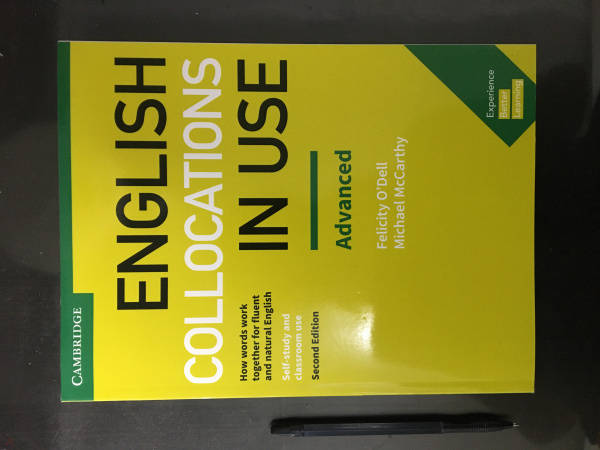 CAMBRIDGE
ENGLISH
COLLOCATIONS
IN USE
How words work
together for fluent
and natural English
Self-study and
classroom use
Second Edition
Advanced
Felicity O'Dell
Michael McCarthy
Experience
Better
Learning